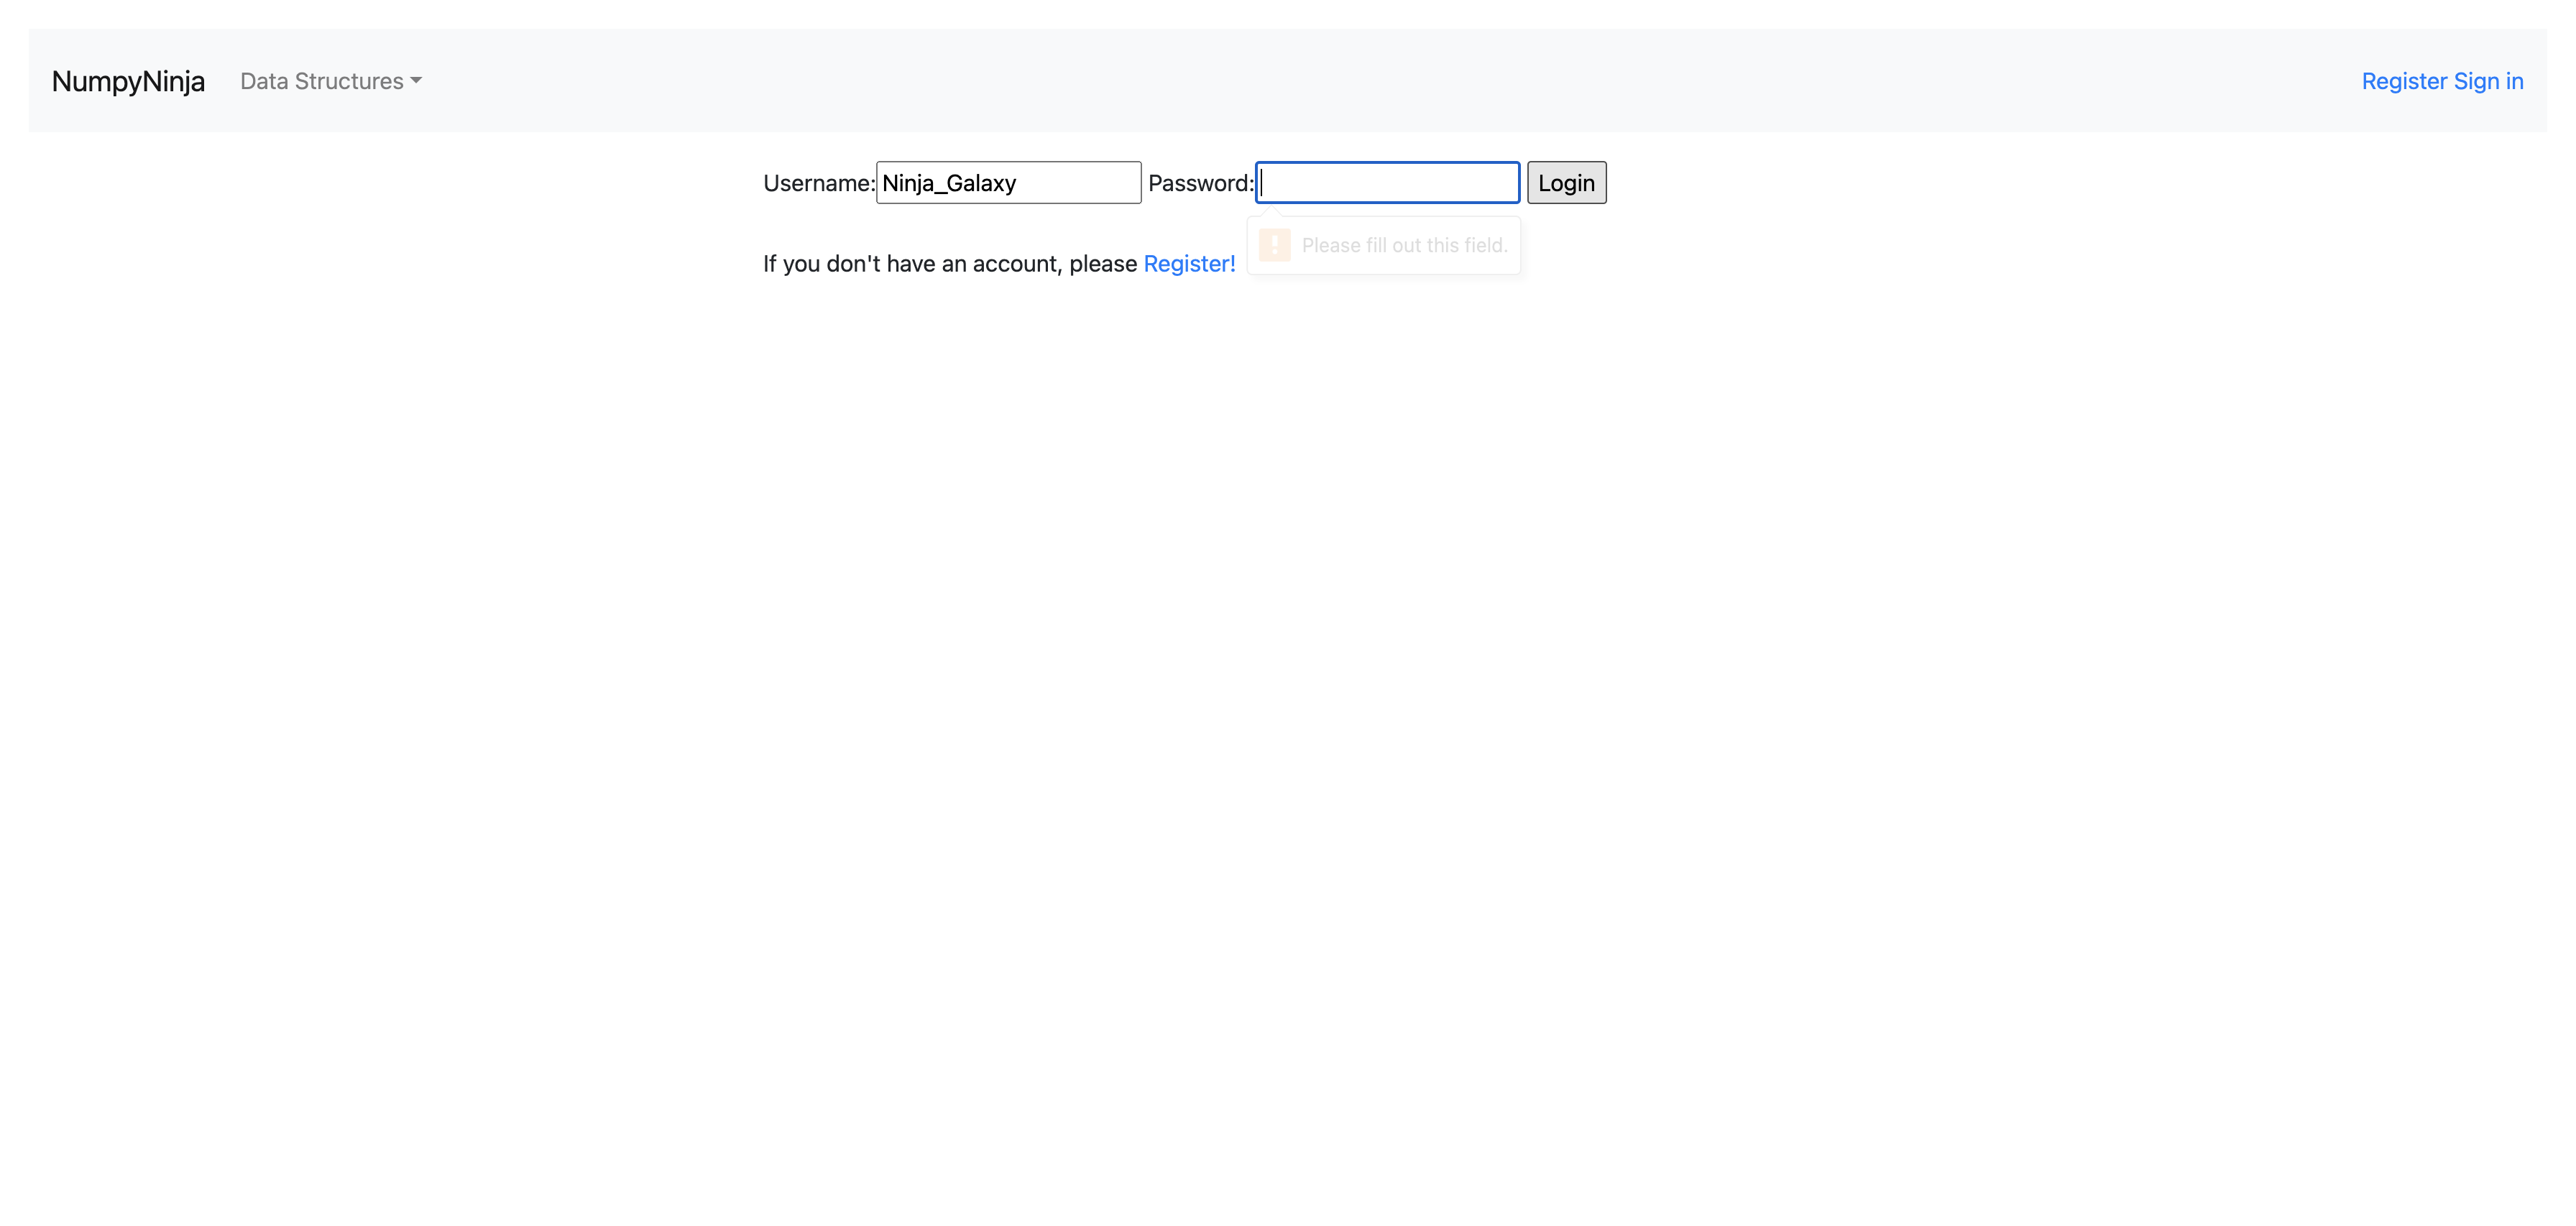 NumpyNinja Data Structures Register Sign in
Username: Ninja_Galaxy Password: Login
Please fill out this field.
If you don't have an account, please Register!